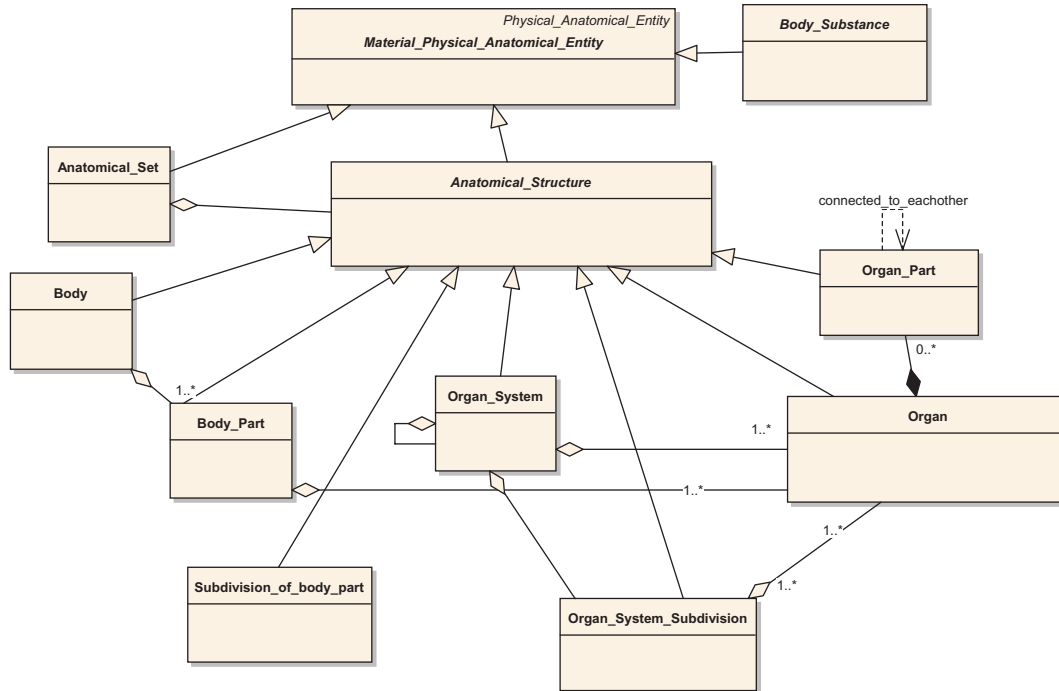 Physical_Anatomical_Entity
Material_Physical_Anatomical_Entity
Body_Substance
Anatomical_Set
Anatomical_Structure
connected_to_eachother
Organ_Part
Body
0..*
1..*
Organ_System
Organ
Body_Part
1..*
1..*
1..*
Subdivision_of_body_part
1..*
Organ_System_Subdivision